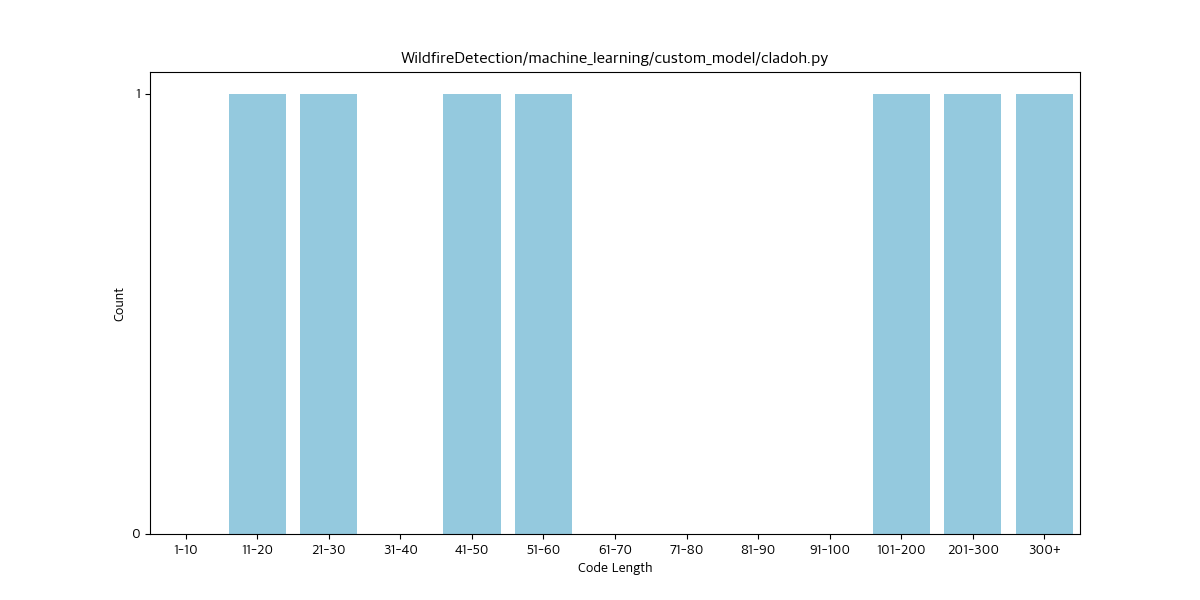 WildfireDetection/machine_learning/custom_model/cladoh.py
1
Count
0
1-10 11-20 21-30 31-40 41-50 51-60 61-70 71-80 81-90 91-100 101-200 201-300 300+
Code Length